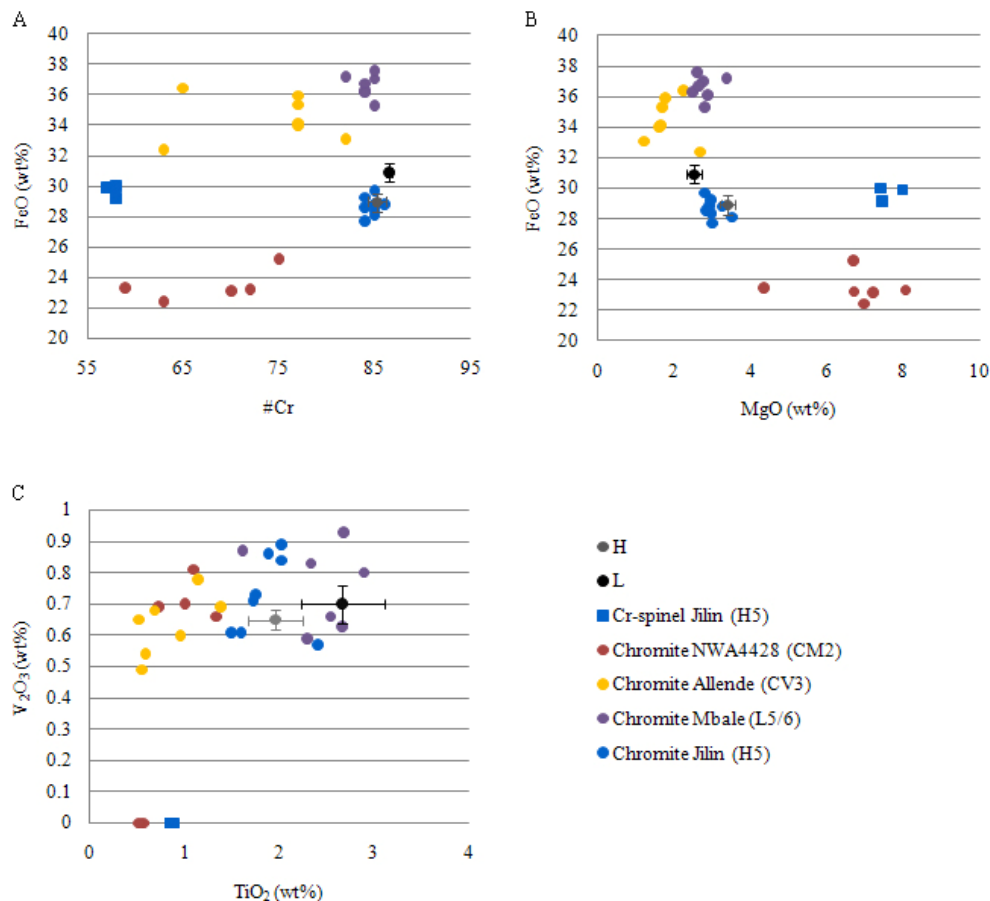 A
FeO (wt%)
40
38
36
34
32
30
28
26
24
22
20
55 65 75 85 95
#Cr
B
FeO (wt%)
40
38
36
34
32
30
28
26
24
22
20
0 2 4 6 8 10
MgO (wt%)
C
V2O3 (wt%)
1
0.9
0.8
0.7
0.6
0.5
0.4
0.3
0.2
0.1
0
0 1 2 3 4
TiO2 (wt%)
H
L
Cr-spinel Jilin (H5)
Chromite NWA4428 (CM2)
Chromite Allende (CV3)
Chromite Mbale (L5/6)
Chromite Jilin (H5)